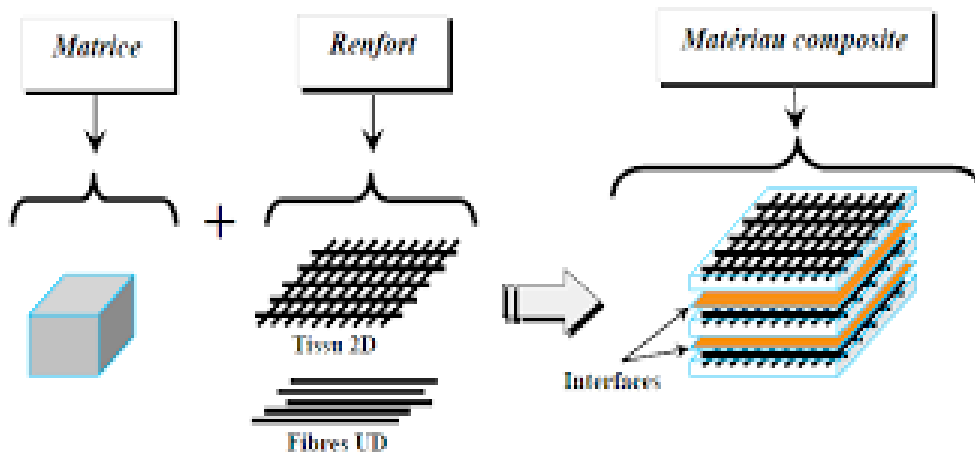 Matrice
Renfort
Matériau composite
+
Tissu 2D
Interfaces
Fibres UD